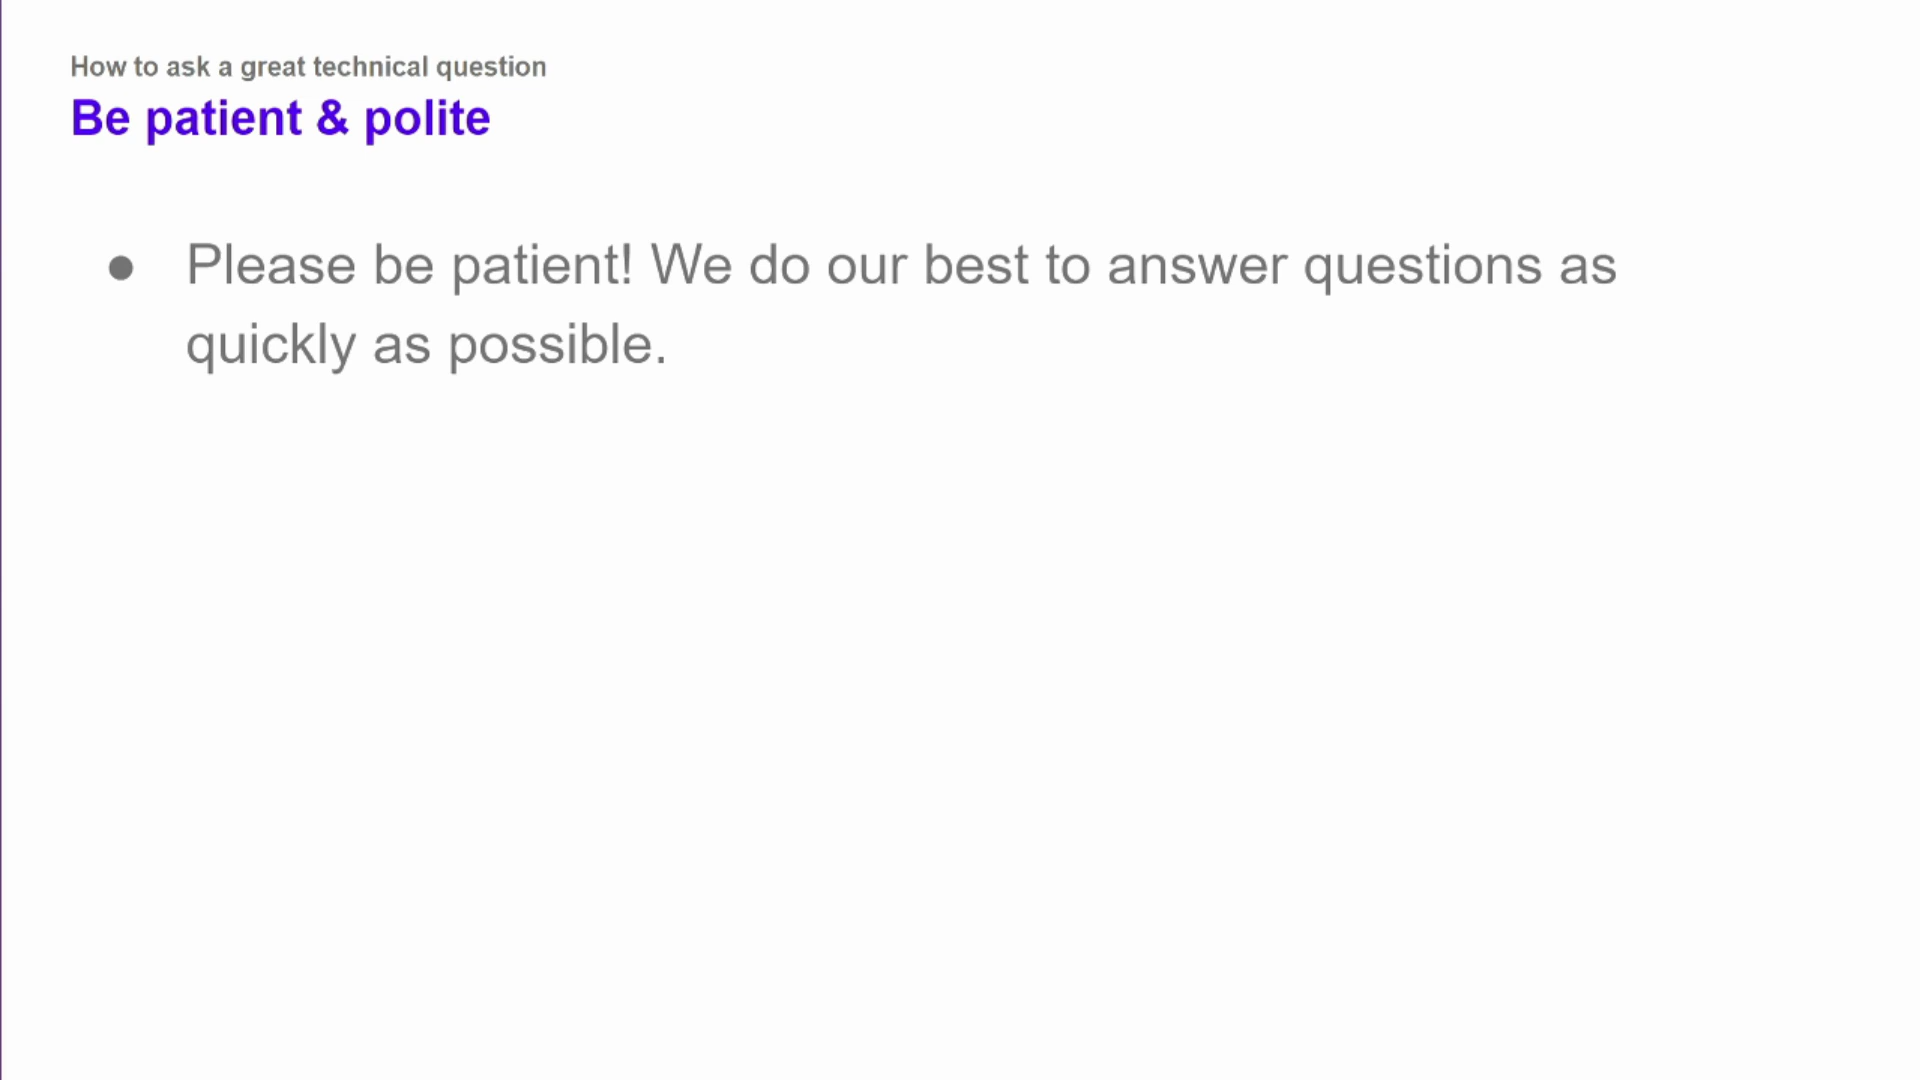 How to ask a great technical question
Be patient & polite
● Please be patient! We do our best to answer questions as
quickly as possible.